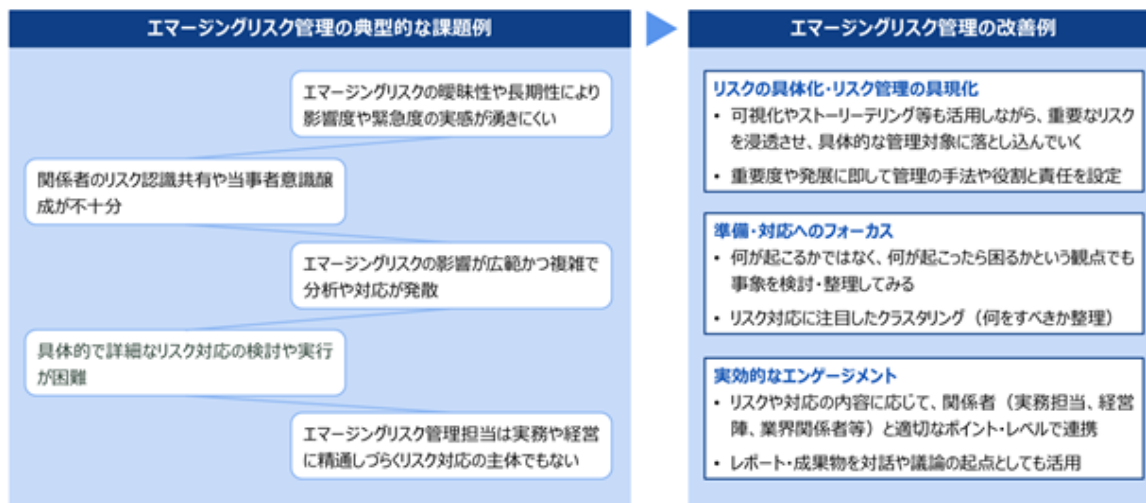 エマージングリスク管理の典型的な課題例
エマージングリスクの曖昧性や長期性により
影響度や緊急度の実感が湧きにくい
関係者のリスク認識共有や当事者意識醸
成が不十分
エマージングリスクの影響が広範かつ複雑で
分析や対応が発散
具体的で詳細なリスク対応の検討や実行
が困難
エマージングリスク管理担当は実務や経営
に精通しづらくリスク対応の主体でもない
エマージングリスク管理の改善例
リスクの具体化・リスク管理の具現化
• 可視化やストーリーテリング等も活用しながら、重要なリスク
を浸透させ、具体的な管理対象に落とし込んでいく
• 重要度や発展に即して管理の手法や役割と責任を設定
準備・対応へのフォーカス
• 何が起こるかではなく、何が起こったら困るかという観点でも
事象を検討・整理してみる
• リスク対応に注目したクラスタリング（何をすべきか整理）
実効的なエンゲージメント
• リスクや対応の内容に応じて、関係者（実務担当、経営
陣、業界関係者等）と適切なポイント・レベルで連携
• レポート・成果物を対話や議論の起点としても活用